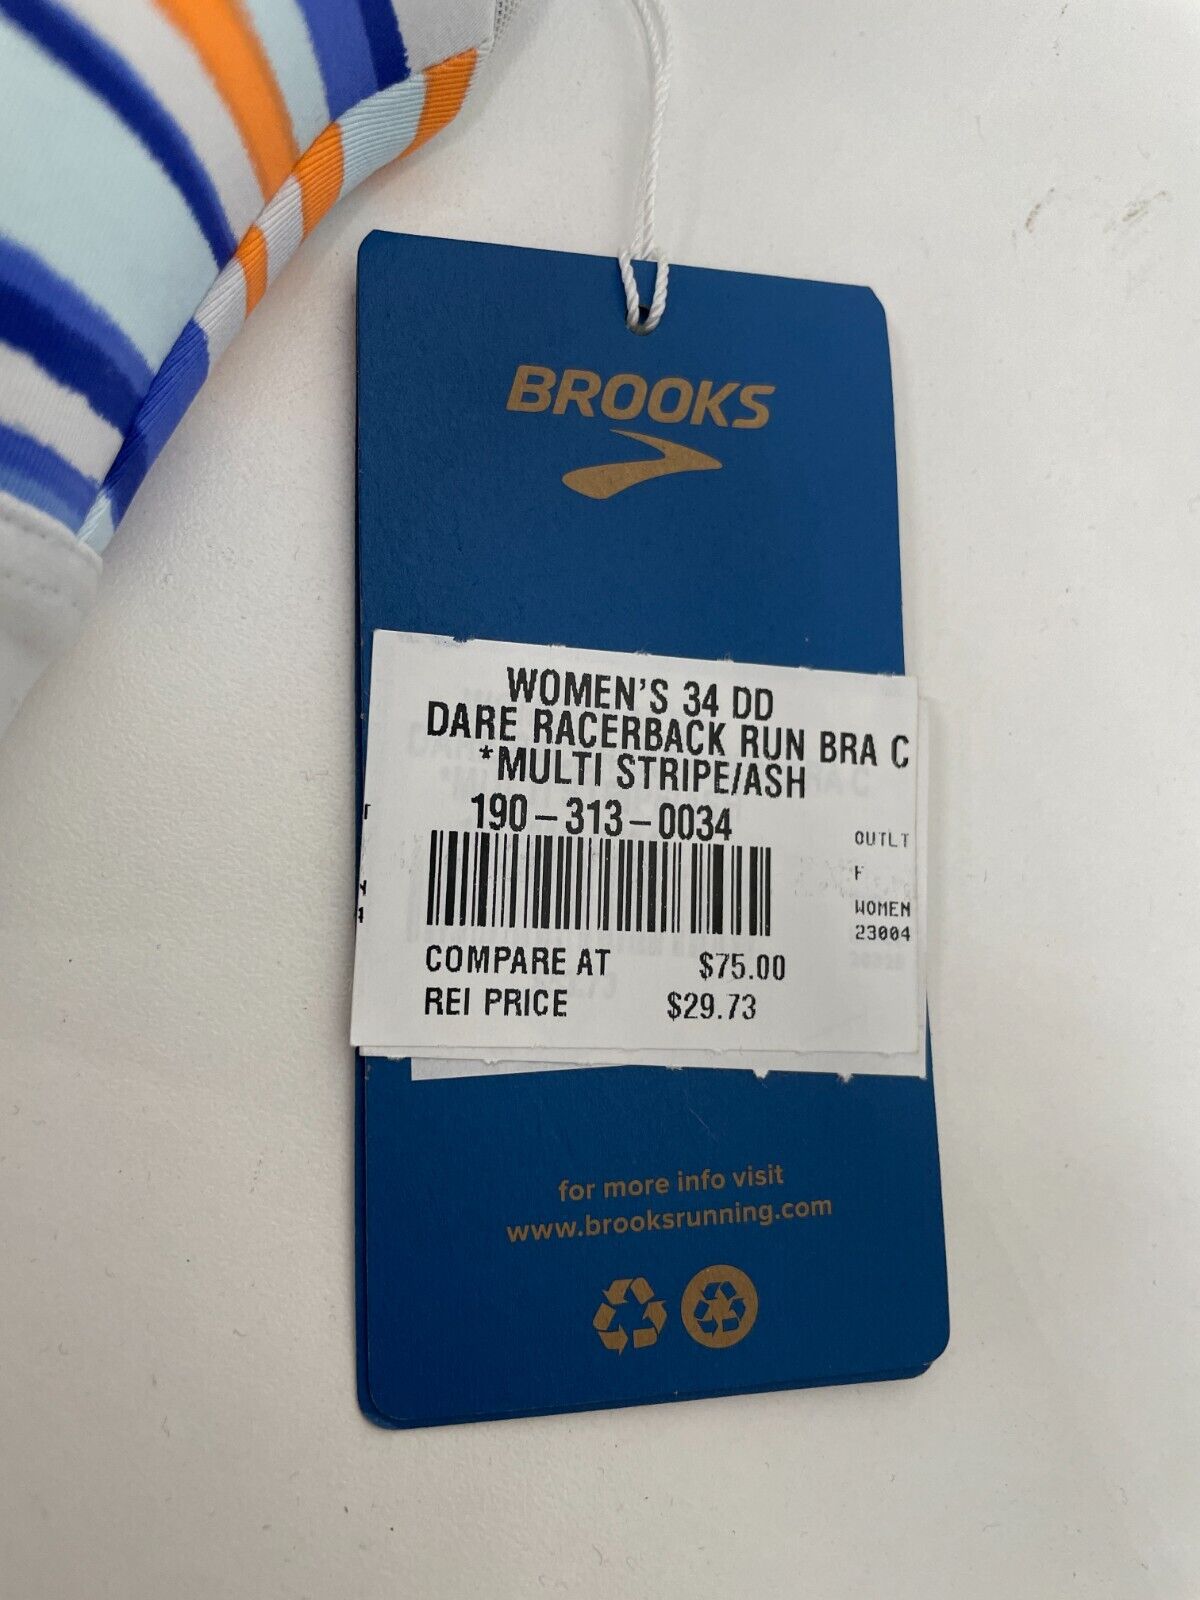 BROOKS
WOMEN'S 34 DD
DARE RACERBACK RUN BRA C
*MULTI STRIPE/ASH
190-313-0034
OUTLT
F
WOMEN
23004
COMPARE AT $75.00
REI PRICE $29.73
for more info visit
www.brooksrunning.com